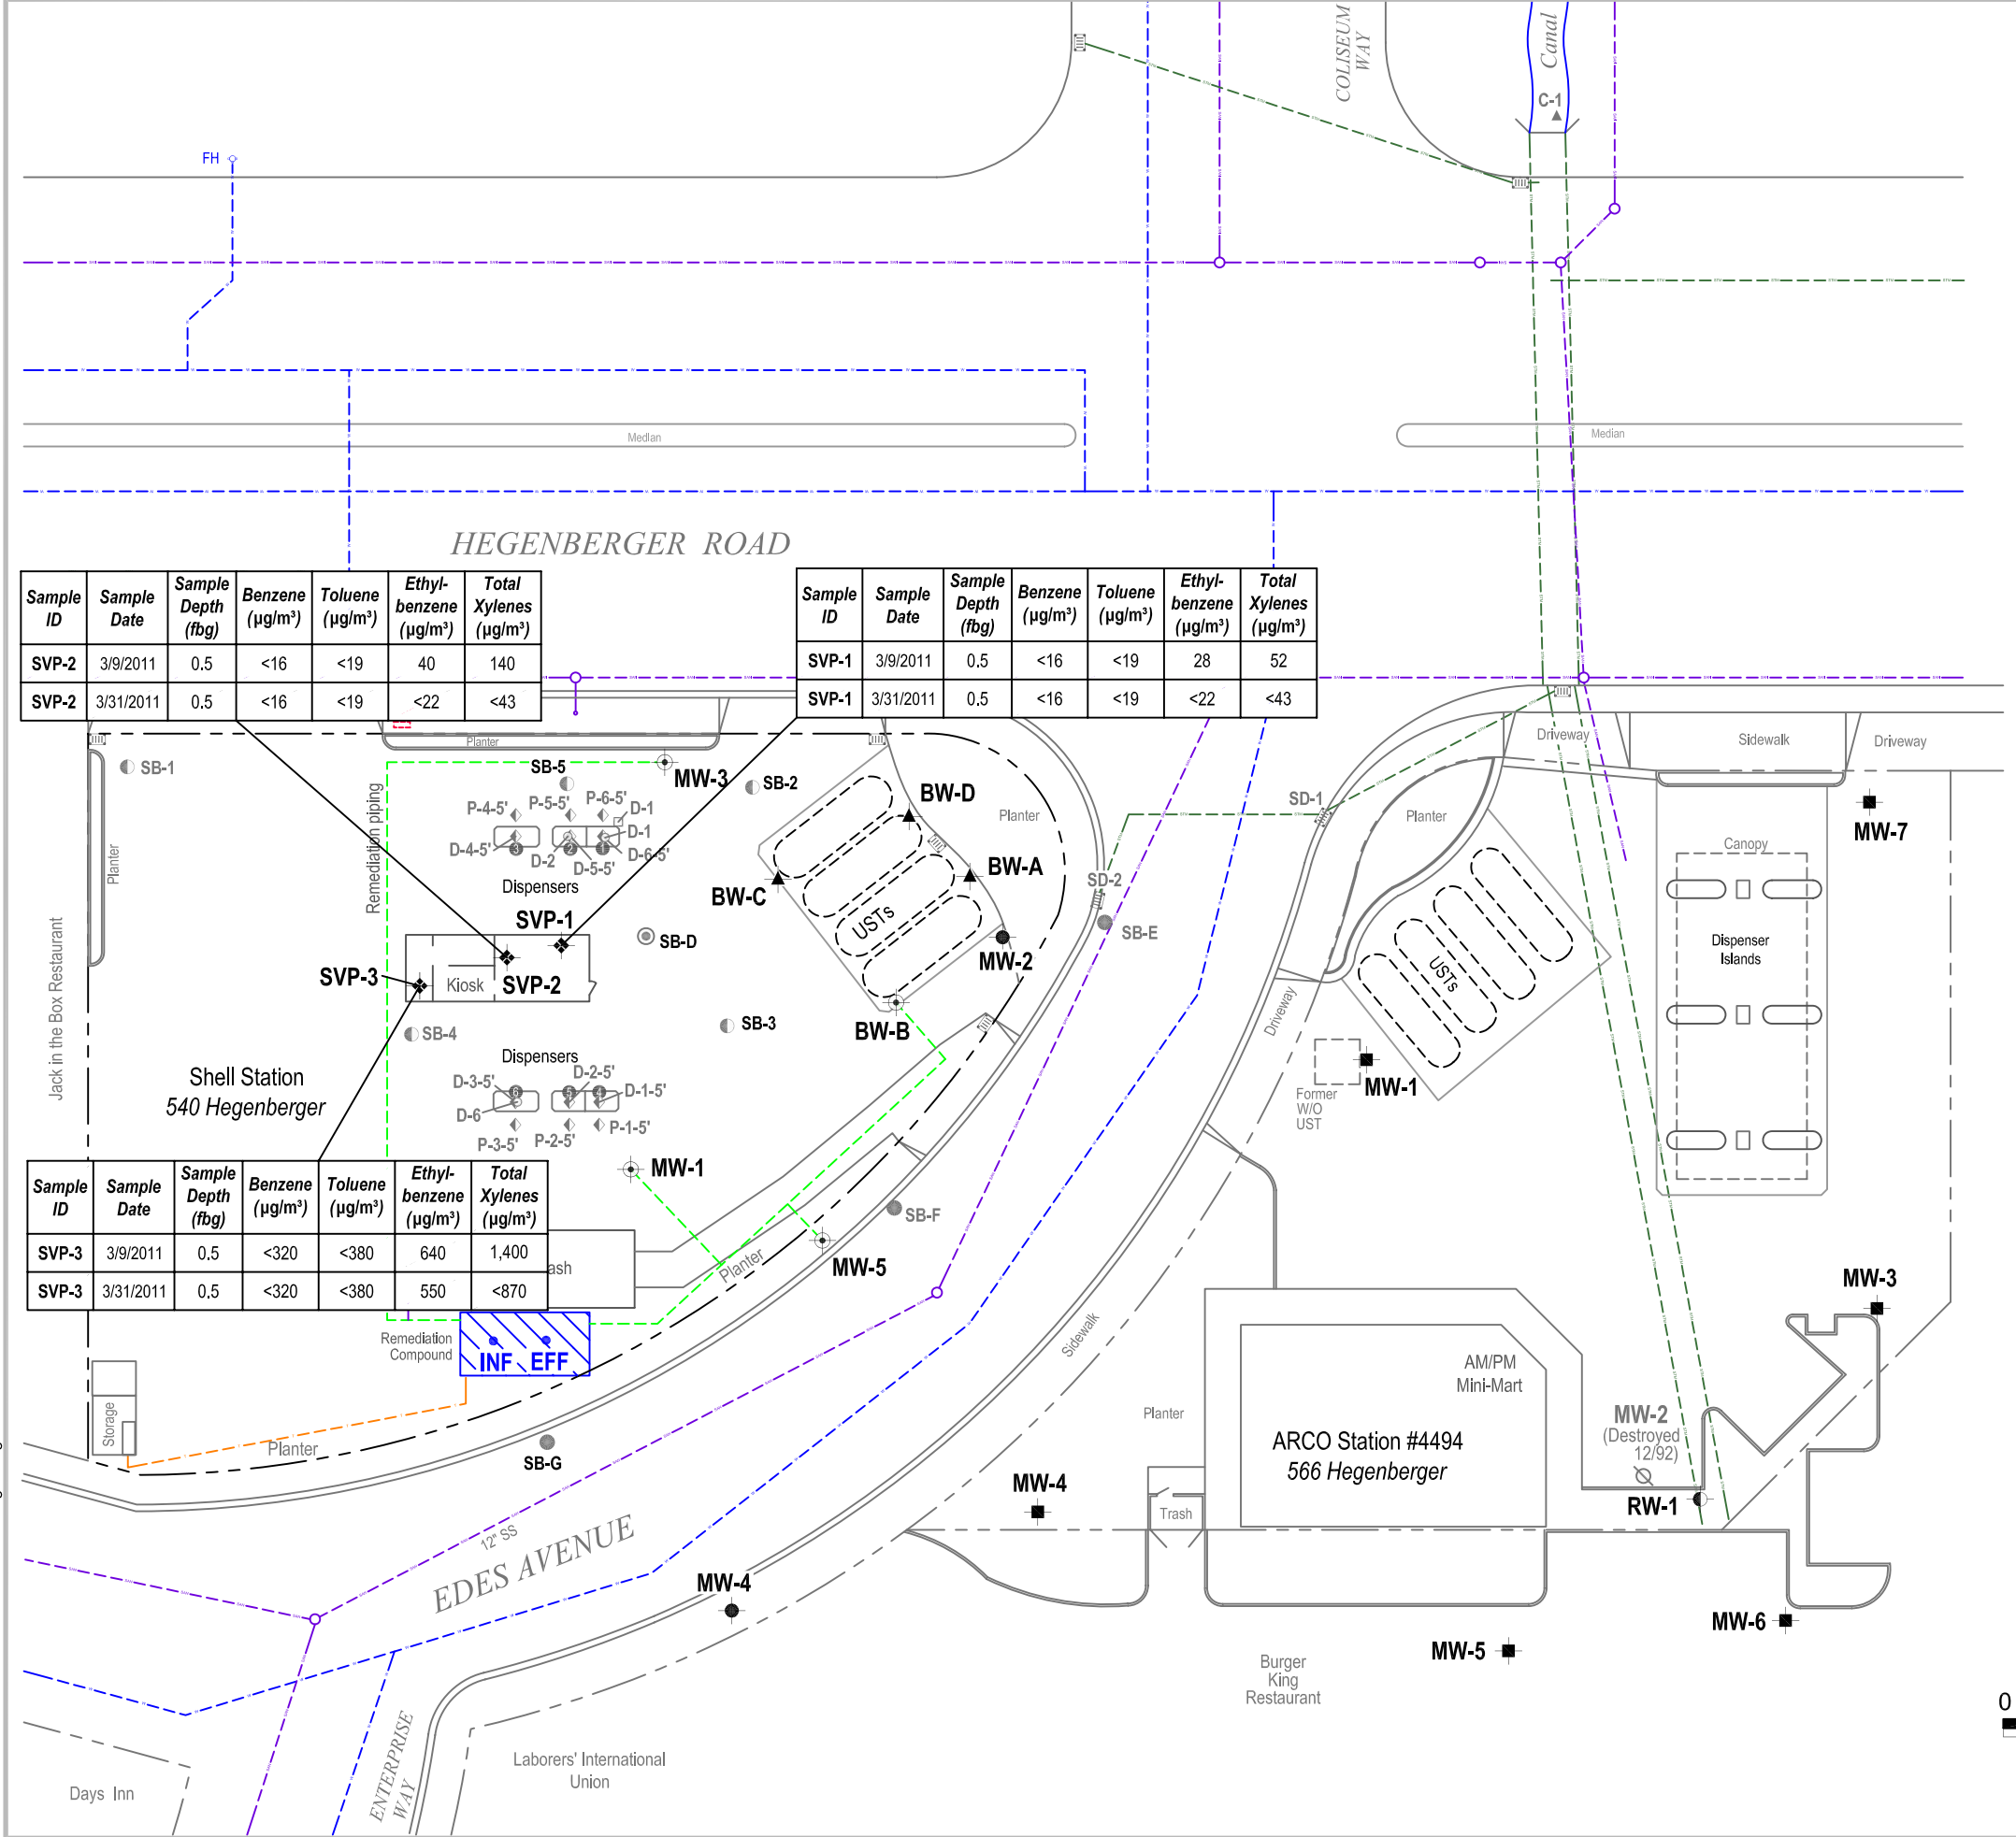 COLISEUM
WAY
Canal
C-1
FH
Median
Median
HEGENBERGER ROAD
Sample ID	Sample Date	Sample Depth (fbg)	Benzene (µg/m³)	Toluene (µg/m³)	Ethyl-benzene (µg/m³)	Total Xylenes (µg/m³)
SVP-2	3/9/2011	0.5	<16	<19	40	140
SVP-2	3/31/2011	0.5	<16	<19	<22	<43
Sample ID	Sample Date	Sample Depth (fbg)	Benzene (µg/m³)	Toluene (µg/m³)	Ethyl-benzene (µg/m³)	Total Xylenes (µg/m³)
SVP-1	3/9/2011	0.5	<16	<19	28	52
SVP-1	3/31/2011	0.5	<16	<19	<22	<43
Planter
SB-1
SB-5
MW-3
SB-2
P-4-5'
P-5-5'
P-6-5'
D-1
D-1
D-4-5'
3
D-2
2
1
D-5-5'
D-6-5'
Dispensers
Remediation piping
Planter
Jack in the Box Restaurant
BW-D
Planter
BW-A
BW-C
USTs
SD-1
SD-2
SB-E
MW-2
BW-B
SVP-1
SB-D
SVP-3
Kiosk
SVP-2
SB-4
SB-3
Shell Station
540 Hegenberger
Dispensers
D-3-5'
D-2-5'
D-1-5'
6
5
4
D-6
P-3-5'
P-2-5'
P-1-5'
MW-1
SB-F
MW-5
Planter
Sample ID	Sample Date	Sample Depth (fbg)	Benzene (µg/m³)	Toluene (µg/m³)	Ethyl-benzene (µg/m³)	Total Xylenes (µg/m³)
SVP-3	3/9/2011	0.5	<320	<380	640	1,400
SVP-3	3/31/2011	0.5	<320	<380	550	<870
ash
Remediation
Compound
INF
EFF
Storage
Planter
SB-G
12" SS
EDES AVENUE
MW-4
ENTERPRISE
WAY
Days Inn
Laborers' International
Union
Driveway
Sidewalk
Driveway
Planter
MW-7
Canopy
Dispenser
Islands
USTs
Driveway
MW-1
Former
W/O
UST
Sidewalk
MW-3
AM/PM
Mini-Mart
Planter
ARCO Station #4494
566 Hegenberger
MW-2
(Destroyed
12/92)
RW-1
MW-4
Trash
MW-6
MW-5
Burger
King
Restaurant
0